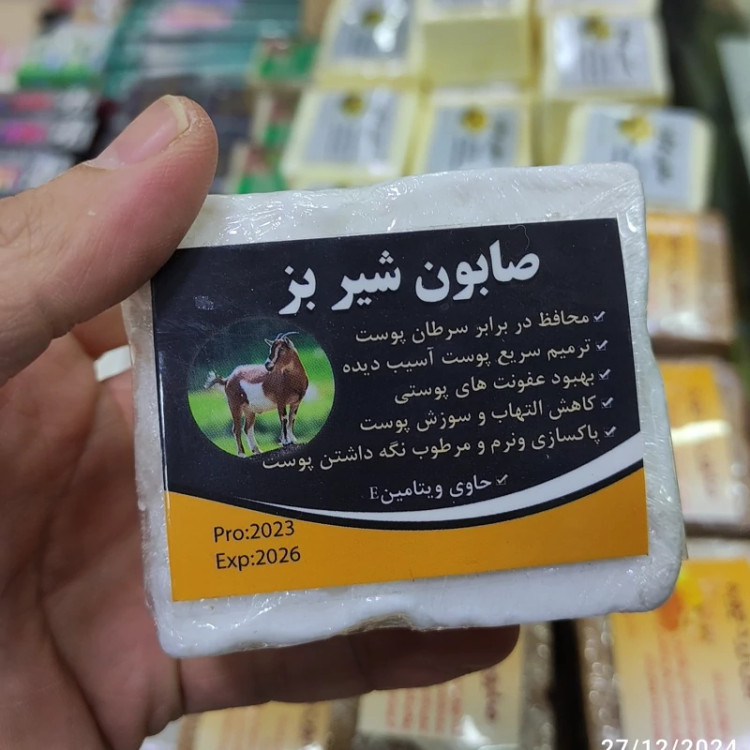 صابون شیر بز
محافظ در برابر سرطان پوست
ترمیم سریع پوست آسیب دیده
بهبود عفونت های پوستی
کاهش التهاب و سوزش پوست
پاکسازی ونرم و مرطوب نگه داشتن پوست
حاوی ویتامینE
Pro:2023
Exp:2026
27/12/2024